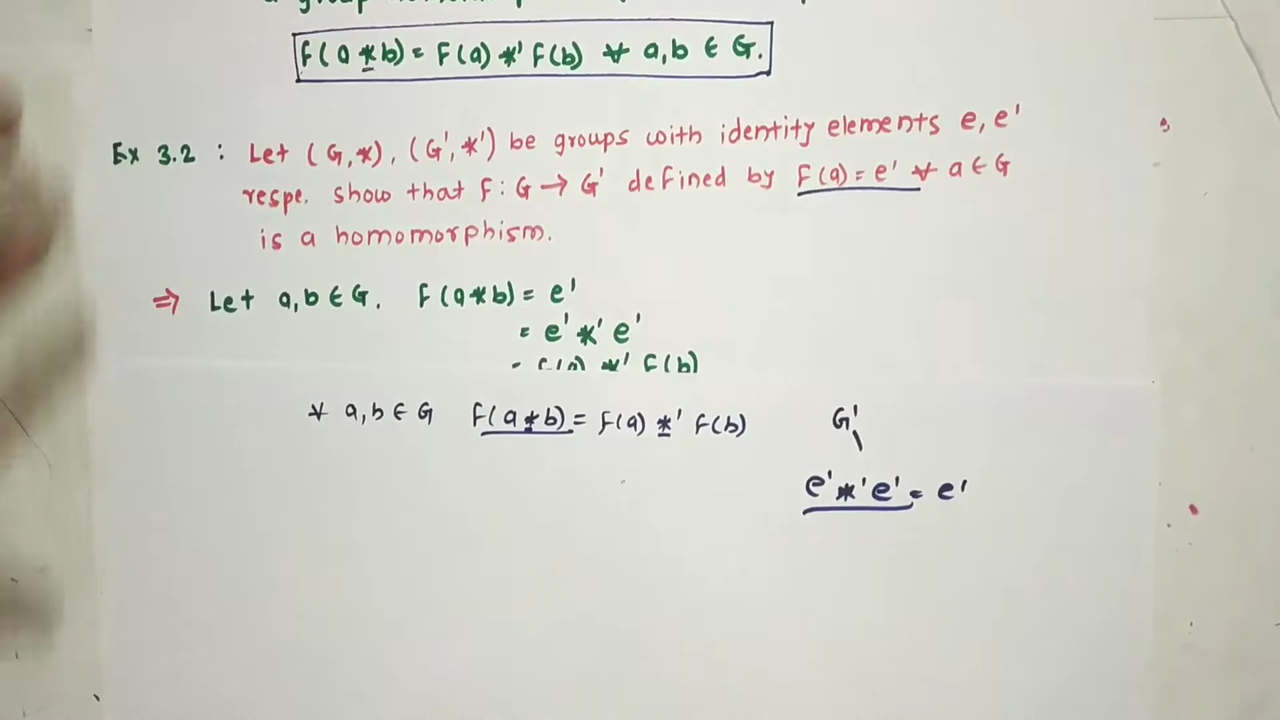 f(a * b) = f(a) *' f(b) ∀ a,b ∈ G.
Ex 3.2 : Let (G,*), (G',*') be groups with identity elements e, e'
respe. show that f : G → G' defined by f(a) = e' ∀ a ∈ G
is a homomorphism.
⇒ Let a,b ∈ G. f(a*b) = e'
= e' *' e'
= f(a) *' f(b)
∀ a,b ∈ G f(a*b) = f(a) *' f(b) G'
e' *' e' = e'